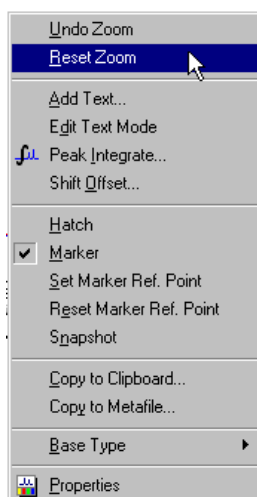 Undo Zoom
Reset Zoom
Add Text...
Edit Text Mode
Peak Integrate...
Shift Offset...
Hatch
Marker
Set Marker Ref. Point
Reset Marker Ref. Point
Snapshot
Copy to Clipboard...
Copy to Metafile...
Base Type
Properties